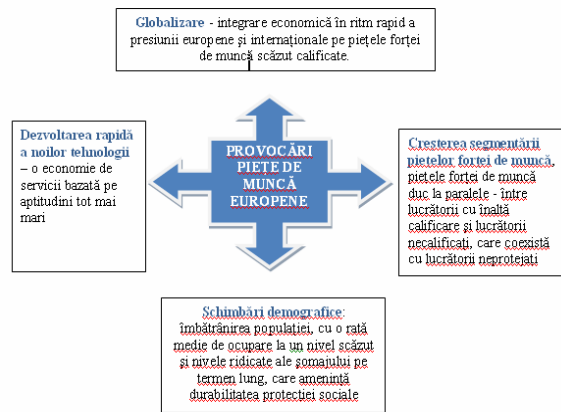 Globalizare - integrare economică în ritm rapid a
presiunii europene și internaționale pe piețele forței
de muncă scăzut calificate.
Dezvoltarea rapidă
a noilor tehnologii
– o economie de
servicii bazată pe
aptitudini tot mai
mari
PROVOCĂRI
PIEȚE DE
MUNCĂ
EUROPENE
Creșterea segmentării
piețelor forței de muncă,
piețele forței de muncă
duc la paralele - între
lucrătorii cu înaltă
calificare și lucrătorii
necalificați, care coexistă
cu lucrătorii neprotejați
Schimbări demografice:
îmbătrânirea populației, cu o rată
medie de ocupare la un nivel scăzut
și nivele ridicate ale șomajului pe
termen lung, care amenință
durabilitatea protecției sociale